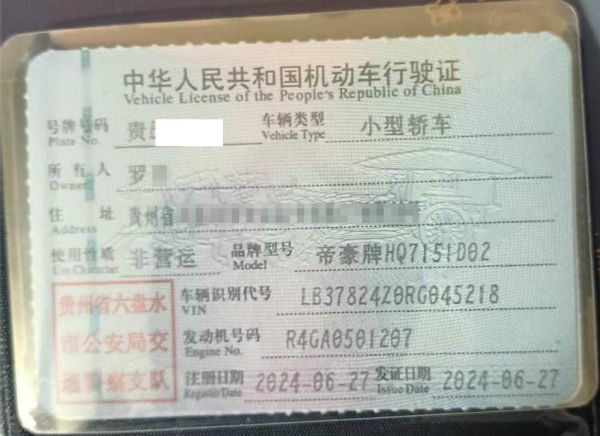 中华人民共和国机动车行驶证
Vehicle License of the People's Republic of China
号牌号码 贵 车辆类型 小型轿车
Plate No. Vehicle Type
所有人 罗
Owner
住址 贵州省
Address
使用性质 非营运 品牌型号 帝豪牌HQ7151D02
Use Character Model
贵州省六盘水
市公安局交
通警察支队
车辆识别代号 LB37824Z0RG045218
VIN
发动机号码 R4GA0501207
Engine No.
注册日期 2024-06-27 发证日期 2024-06-27
Register Date Issue Date